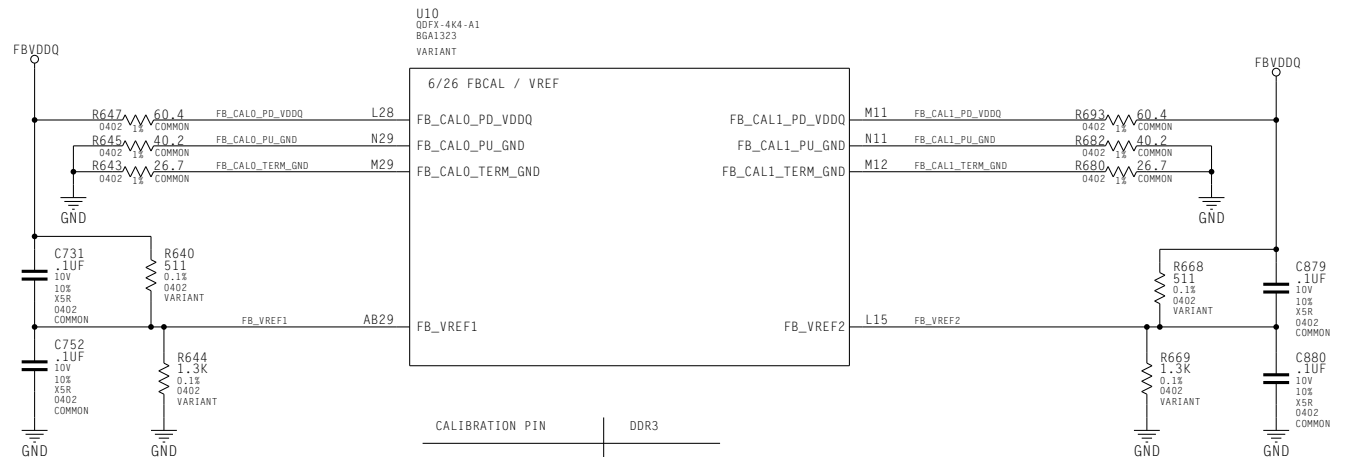 U10
QDFX-4K4-A1
BGA1323
VARIANT
FBVDDQ
FBVDDQ
6/26 FBCAL / VREF
R647 60.4 FB_CAL0_PD_VDDQ L28 FB_CAL0_PD_VDDQ FB_CAL1_PD_VDDQ M11 FB_CAL1_PD_VDDQ R693 60.4
0402 1% COMMON 0402 1% COMMON
R645 40.2 FB_CAL0_PU_GND N29 FB_CAL0_PU_GND FB_CAL1_PU_GND N11 FB_CAL1_PU_GND R682 40.2
0402 1% COMMON 0402 1% COMMON
R643 26.7 FB_CAL0_TERM_GND M29 FB_CAL0_TERM_GND FB_CAL1_TERM_GND M12 FB_CAL1_TERM_GND R680 26.7
0402 1% COMMON 0402 1% COMMON
GND
GND
C731
.1UF
10V
10%
X5R
0402
COMMON
R640
511
0.1%
0402
VARIANT
R668
511
0.1%
0402
VARIANT
C879
.1UF
10V
10%
X5R
0402
COMMON
FB_VREF1 AB29 FB_VREF1 FB_VREF2 L15 FB_VREF2
C752
.1UF
10V
10%
X5R
0402
COMMON
R644
1.3K
0.1%
0402
VARIANT
R669
1.3K
0.1%
0402
VARIANT
C880
.1UF
10V
10%
X5R
0402
COMMON
GND GND GND GND
CALIBRATION PIN DDR3